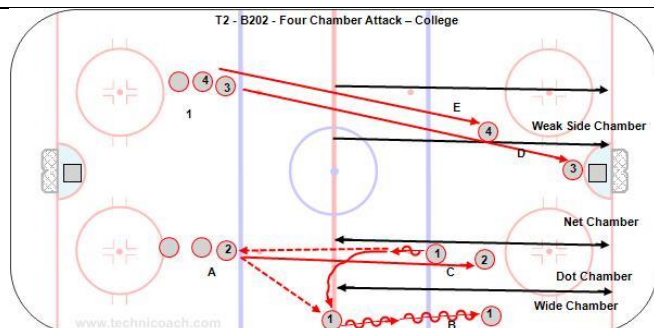 T2 - B202 - Four Chamber Attack – College
4
3
1
E
4
Weak Side Chamber
D
3
Net Chamber
2
1
2
A
C
Dot Chamber
Wide Chamber
1
B
1
www.technicoach.com